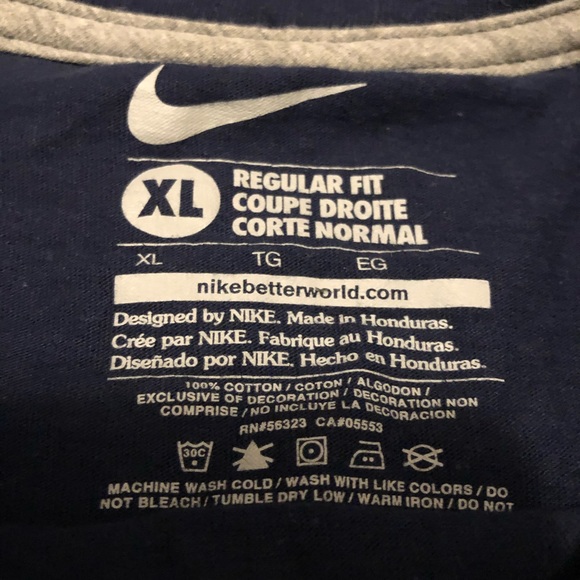 XL
REGULAR FIT
COUPE DROITE
CORTE NORMAL
XL TG EG
nikebetterworld.com
Designed by NIKE. Made in Honduras.
Crée par NIKE. Fabrique au Honduras.
Diseñado por NIKE. Hecho en Honduras.
100% COTTON / COTON / ALGODON /
EXCLUSIVE OF DECORATION / DECORATION NON
COMPRISE / NO INCLUYE LA DECORACION
RN#56323 CA#05553
30C
MACHINE WASH COLD / WASH WITH LIKE COLORS / DO
NOT BLEACH / TUMBLE DRY LOW / WARM IRON / DO NOT